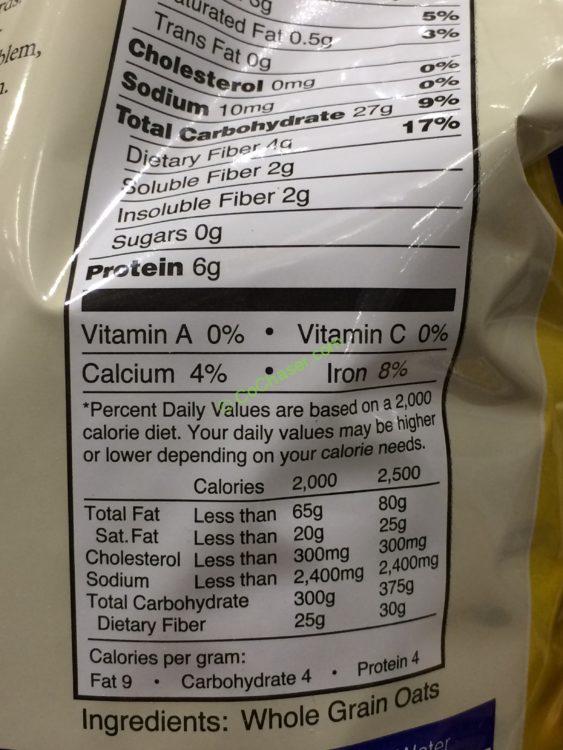 5%
Saturated Fat 0.5g 3%
Trans Fat 0g
Cholesterol 0mg 0%
Sodium 10mg 0%
Total Carbohydrate 27g 9%
Dietary Fiber 4g 17%
Soluble Fiber 2g
Insoluble Fiber 2g
Sugars 0g
Protein 6g
Vitamin A 0% • Vitamin C 0%
Calcium 4% • Iron 8%
*Percent Daily Values are based on a 2,000
calorie diet. Your daily values may be higher
or lower depending on your calorie needs.
Calories 2,000 2,500
Total Fat Less than 65g 80g
Sat. Fat Less than 20g 25g
Cholesterol Less than 300mg 300mg
Sodium Less than 2,400mg 2,400mg
Total Carbohydrate 300g 375g
Dietary Fiber 25g 30g
Calories per gram:
Fat 9 • Carbohydrate 4 • Protein 4
Ingredients: Whole Grain Oats
CoChaser.com